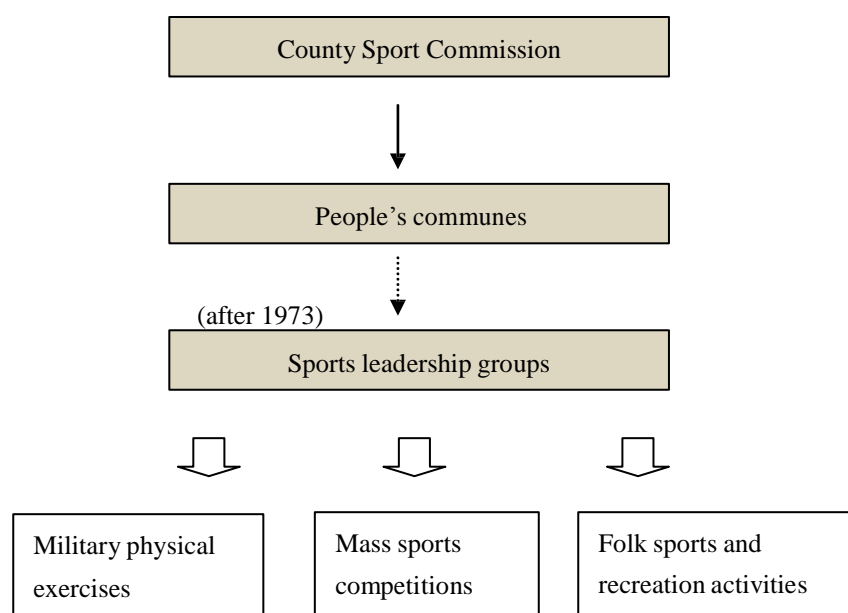 County Sport Commission
People’s communes
(after 1973)
Sports leadership groups
Military physical
exercises
Mass sports
competitions
Folk sports and
recreation activities